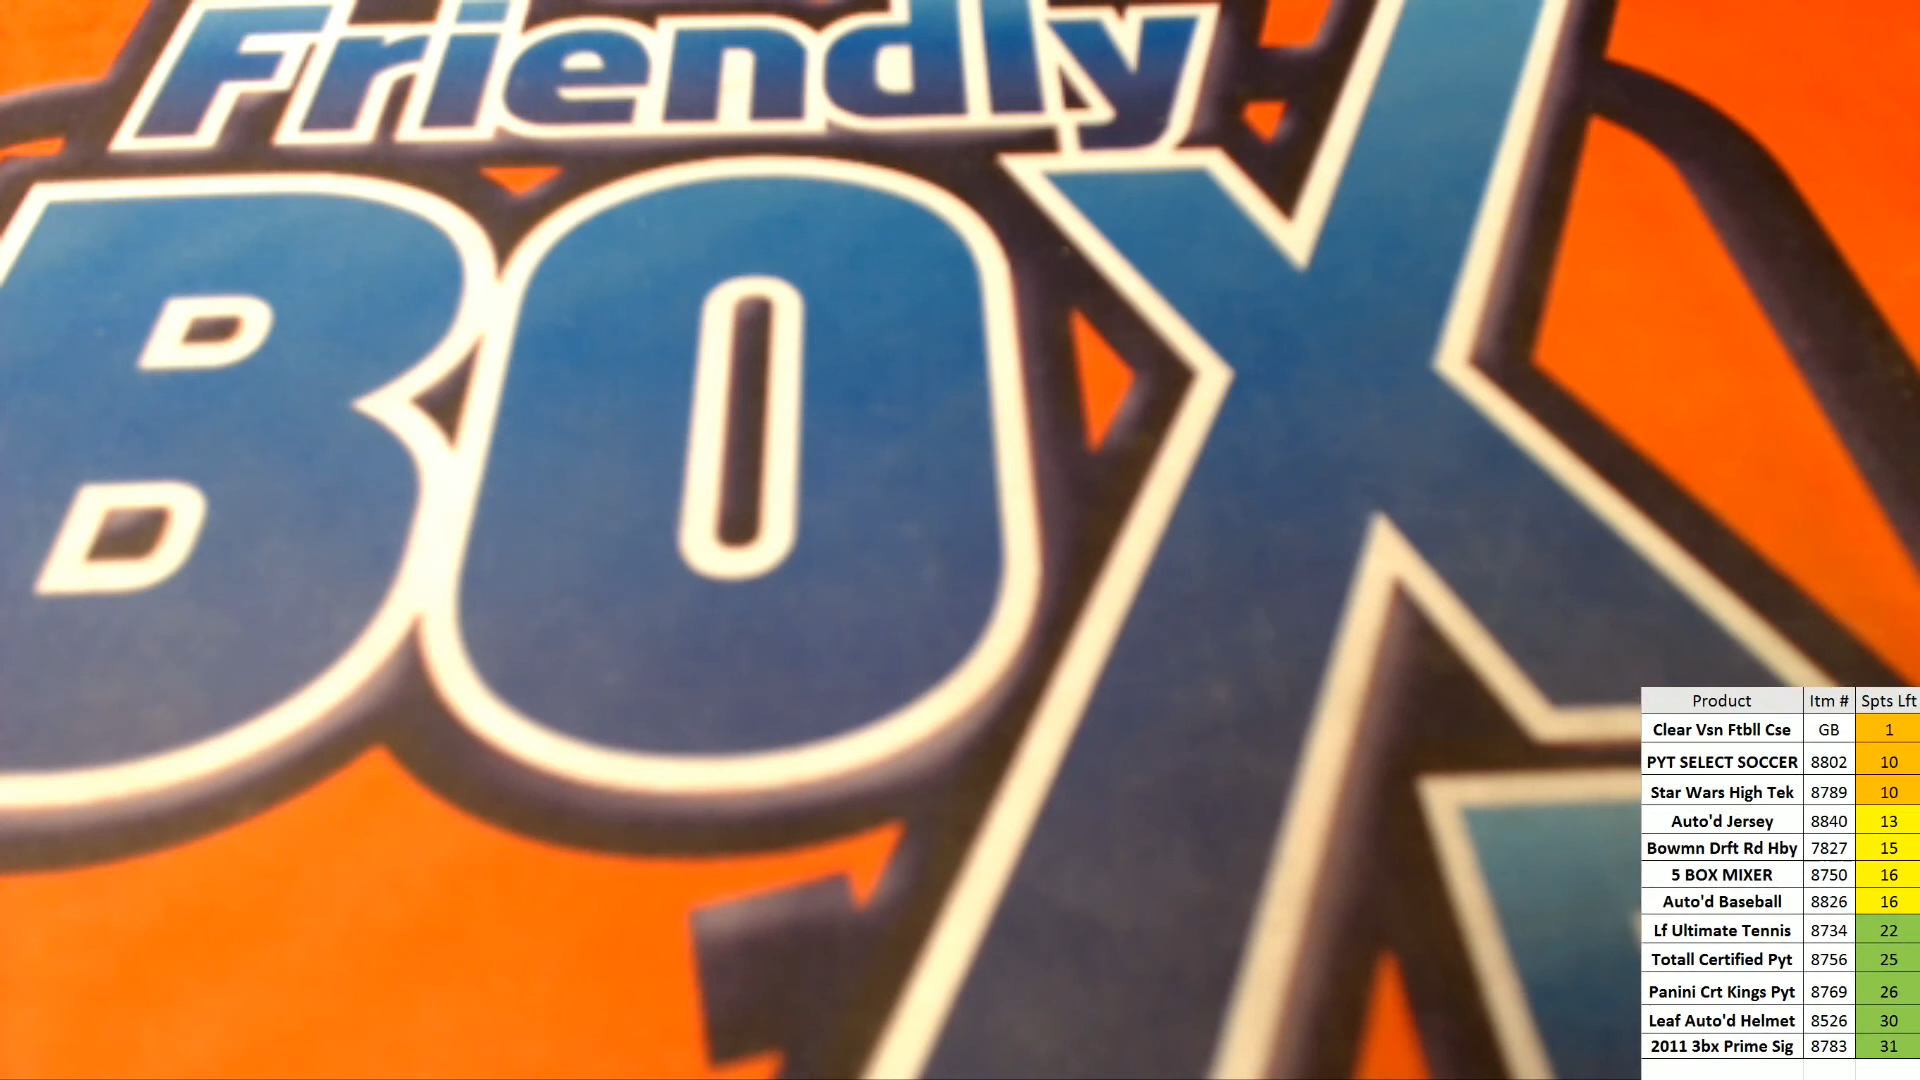 Friendly
BOX
Product Itm # Spts Lft
Clear Vsn Ftbll Cse GB 1
PYT SELECT SOCCER 8802 10
Star Wars High Tek 8789 10
Auto'd Jersey 8840 13
Bowmn Drft Rd Hby 7827 15
5 BOX MIXER 8750 16
Auto'd Baseball 8826 16
Lf Ultimate Tennis 8734 22
Totall Certified Pyt 8756 25
Panini Crt Kings Pyt 8769 26
Leaf Auto'd Helmet 8526 30
2011 3bx Prime Sig 8783 31